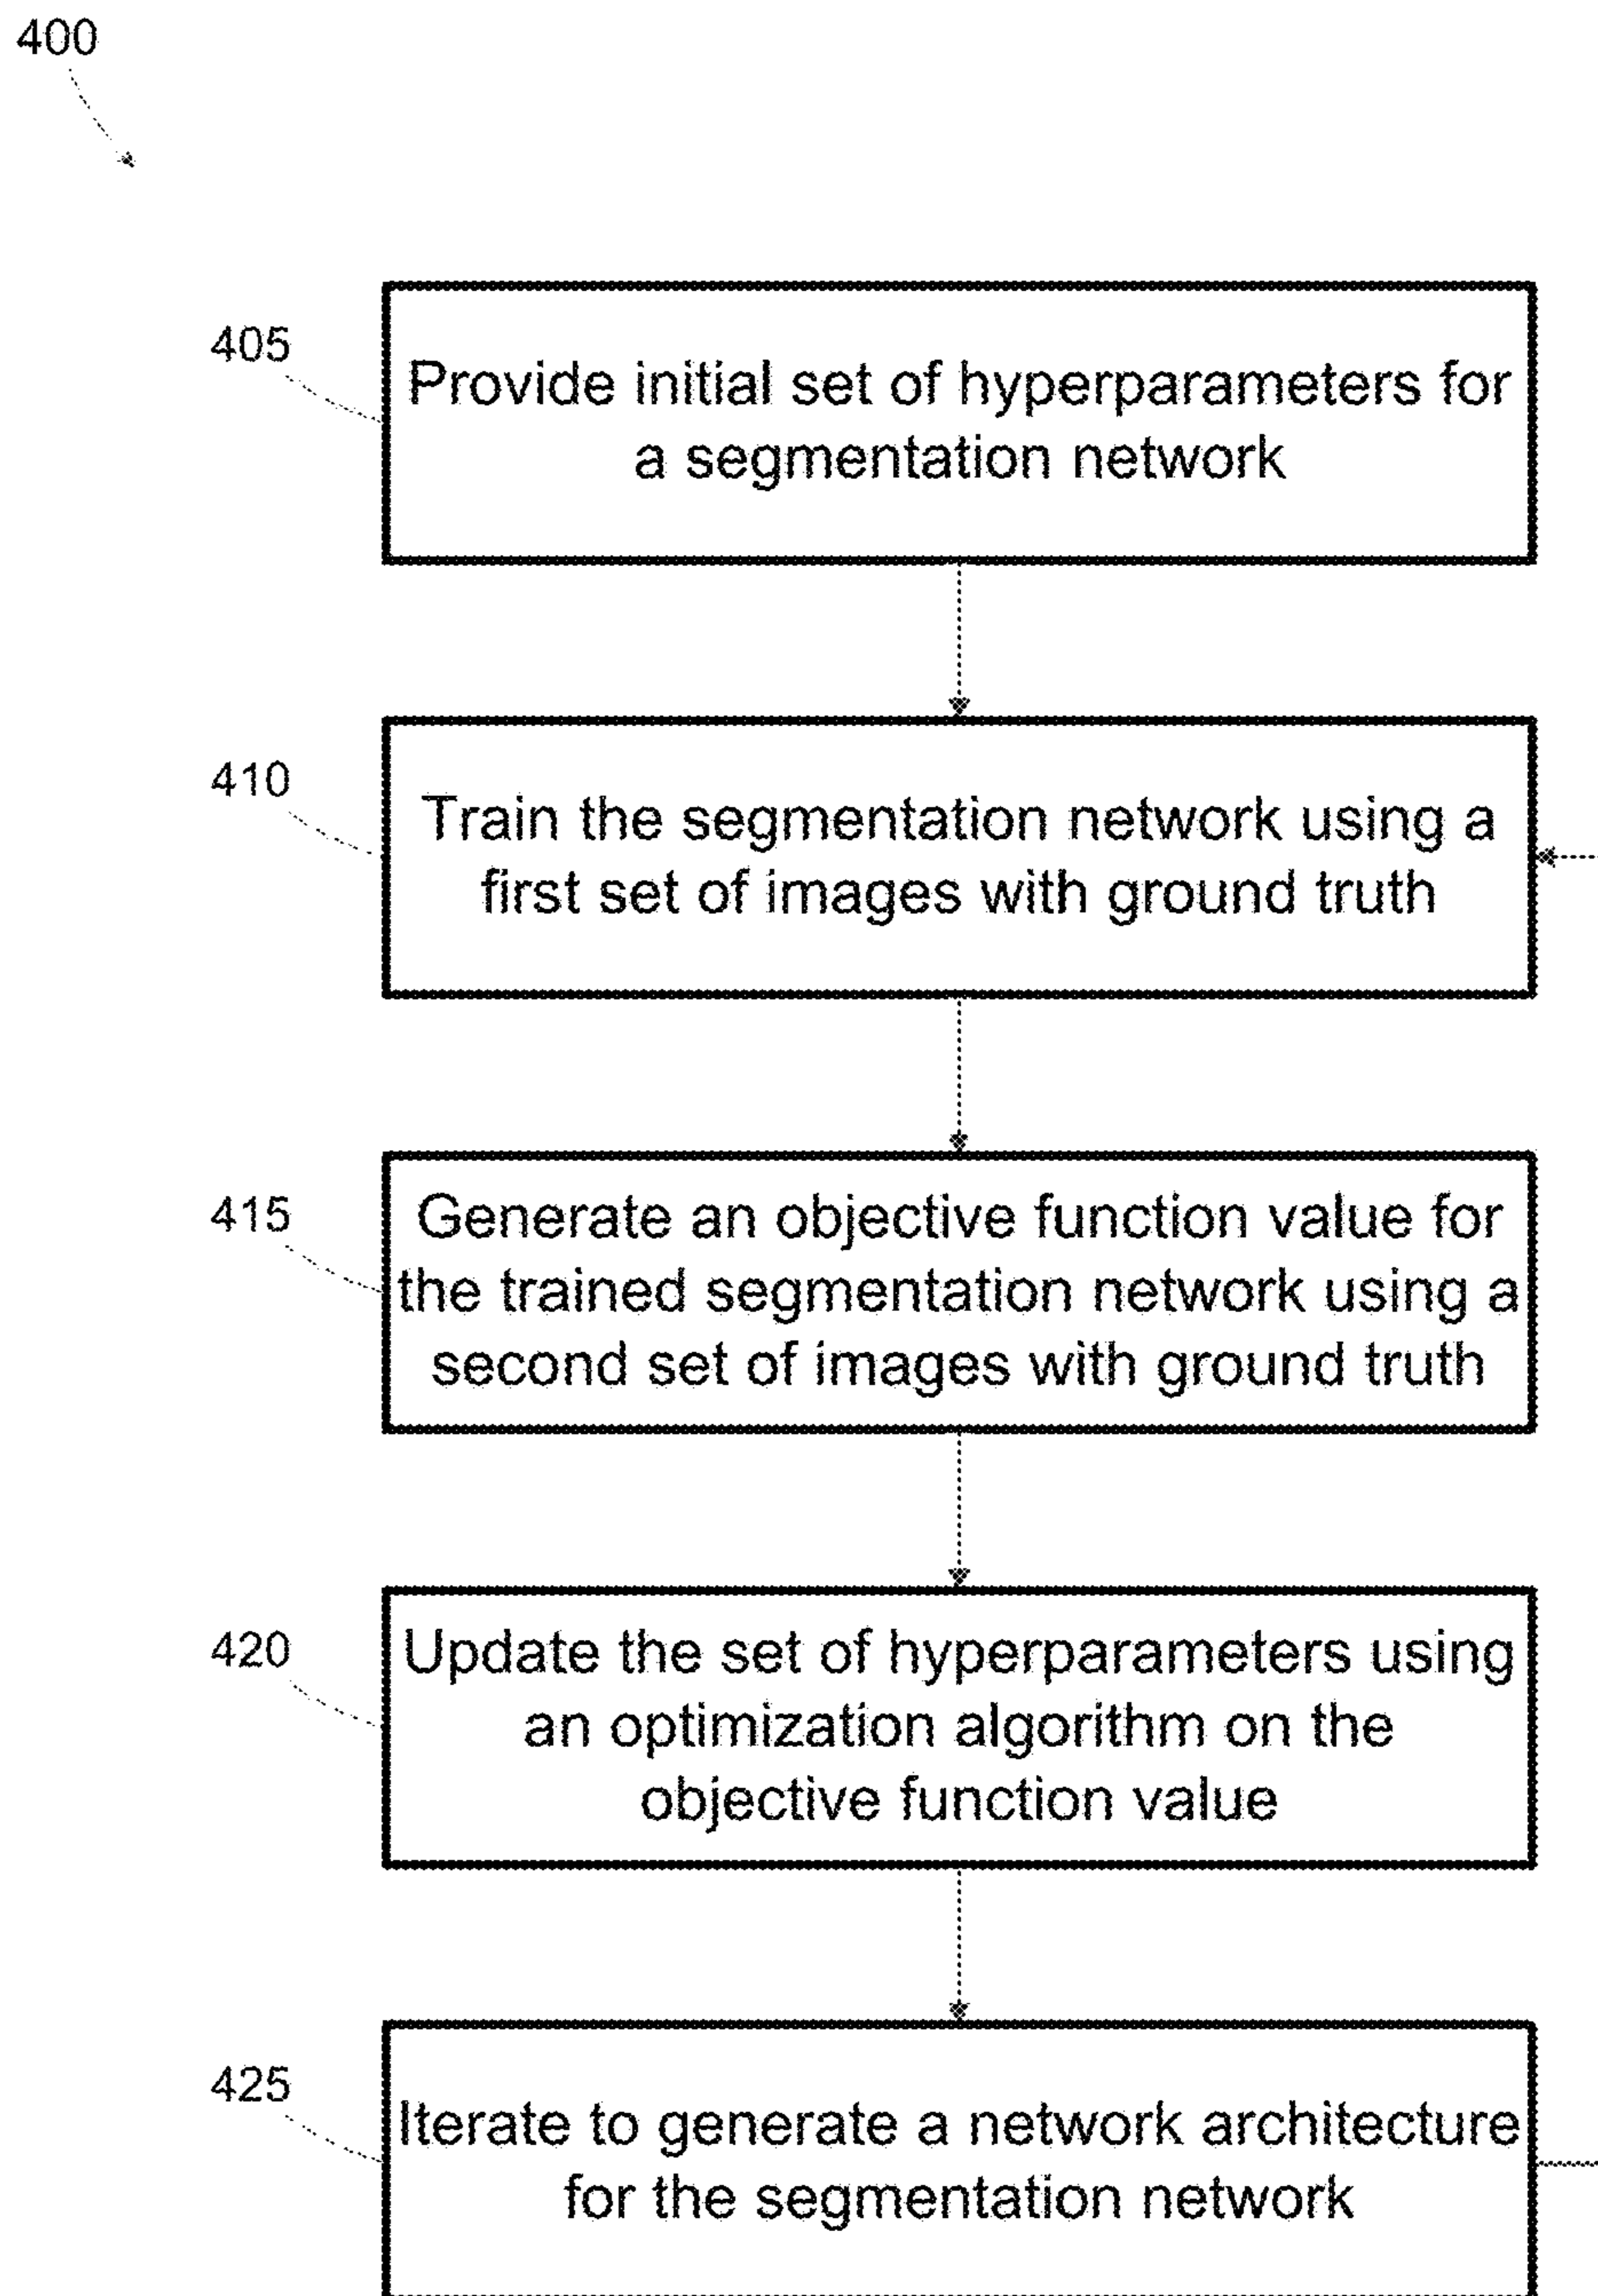 400
405
Provide initial set of hyperparameters for
a segmentation network
410
Train the segmentation network using a
first set of images with ground truth
415
Generate an objective function value for
the trained segmentation network using a
second set of images with ground truth
420
Update the set of hyperparameters using
an optimization algorithm on the
objective function value
425
Iterate to generate a network architecture
for the segmentation network